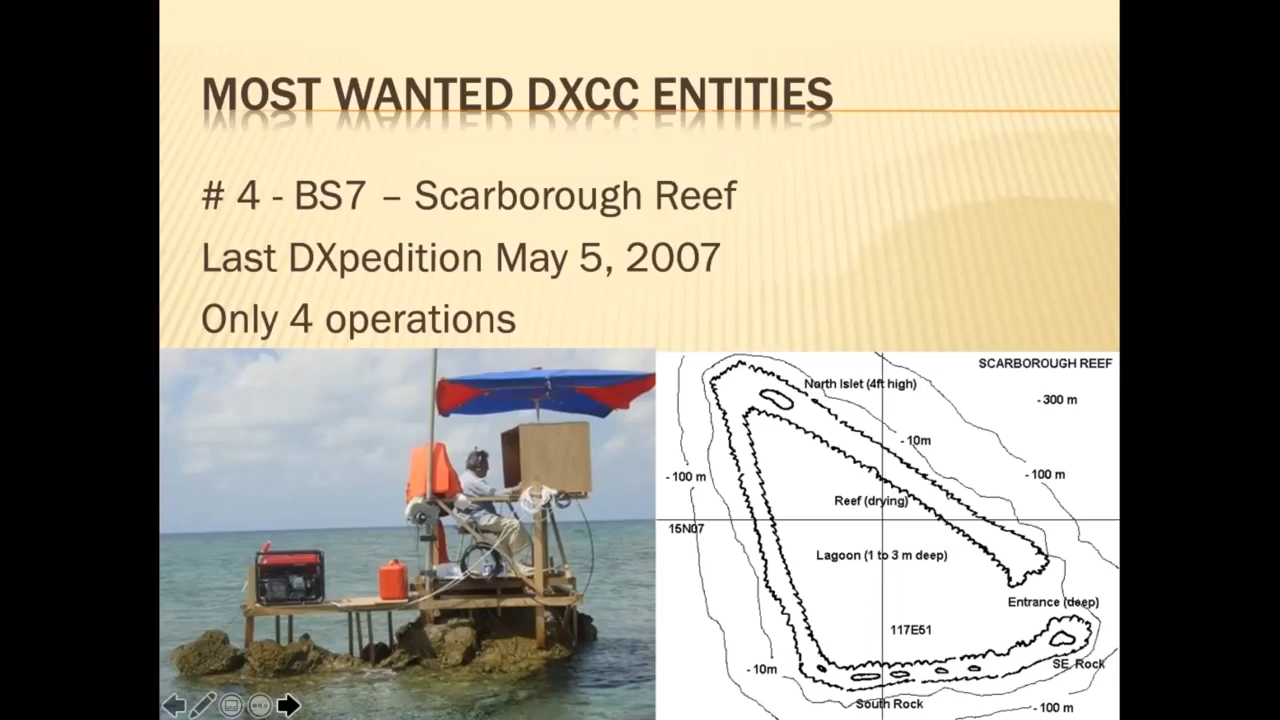 MOST WANTED DXCC ENTITIES
# 4 - BS7 – Scarborough Reef
Last DXpedition May 5, 2007
Only 4 operations
SCARBOROUGH REEF
North Islet (4ft high)
- 300 m
- 10m
- 100 m
- 100 m
Reef (drying)
15N07
Lagoon (1 to 3 m deep)
Entrance (deep)
117E51
- 10m
SE. Rock
South Rock
- 100 m